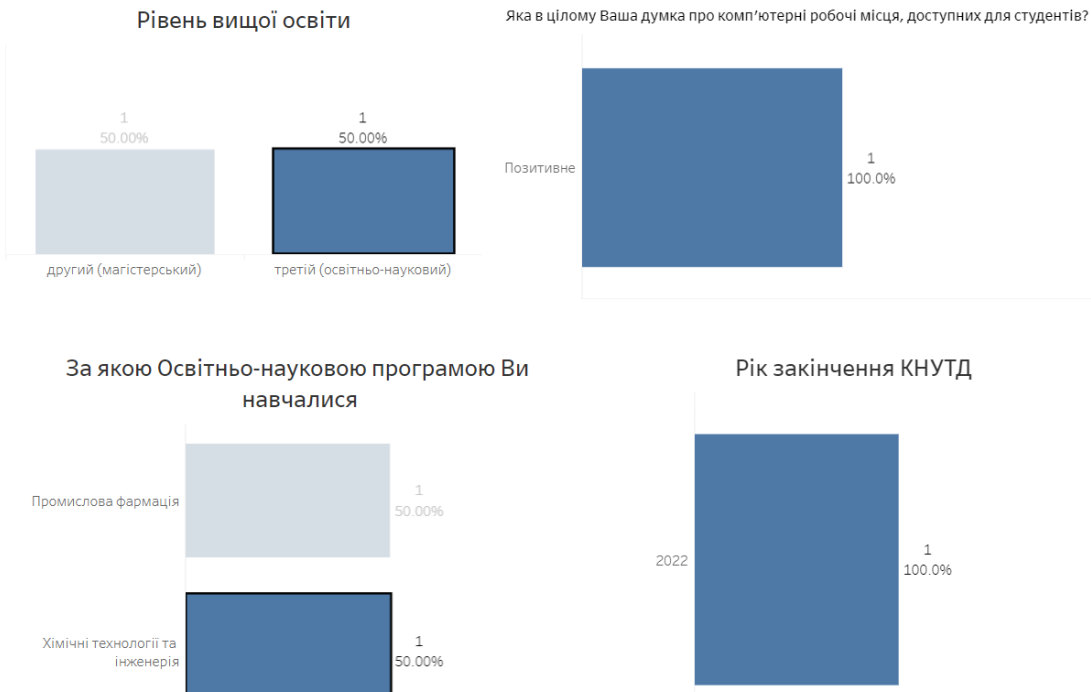 Рівень вищої освіти
1
50.00%
1
50.00%
другий (магістерський)
третій (освітньо-науковий)
Яка в цілому Ваша думка про комп’ютерні робочі місця, доступних для студентів?
Позитивне
1
100.0%
За якою Освітньо-науковою програмою Ви
навчалися
Промислова фармація
1
50.00%
Хімічні технології та
інженерія
1
50.00%
Рік закінчення КНУТД
2022
1
100.0%